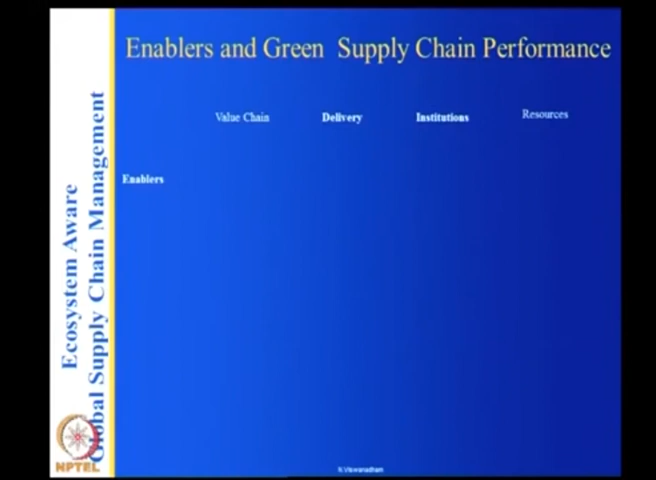 Enablers and Green Supply Chain Performance
Value Chain Delivery Institutions Resources
Enablers
Ecosystem Aware
Global Supply Chain Management
NPTEL
N.Viswanadham